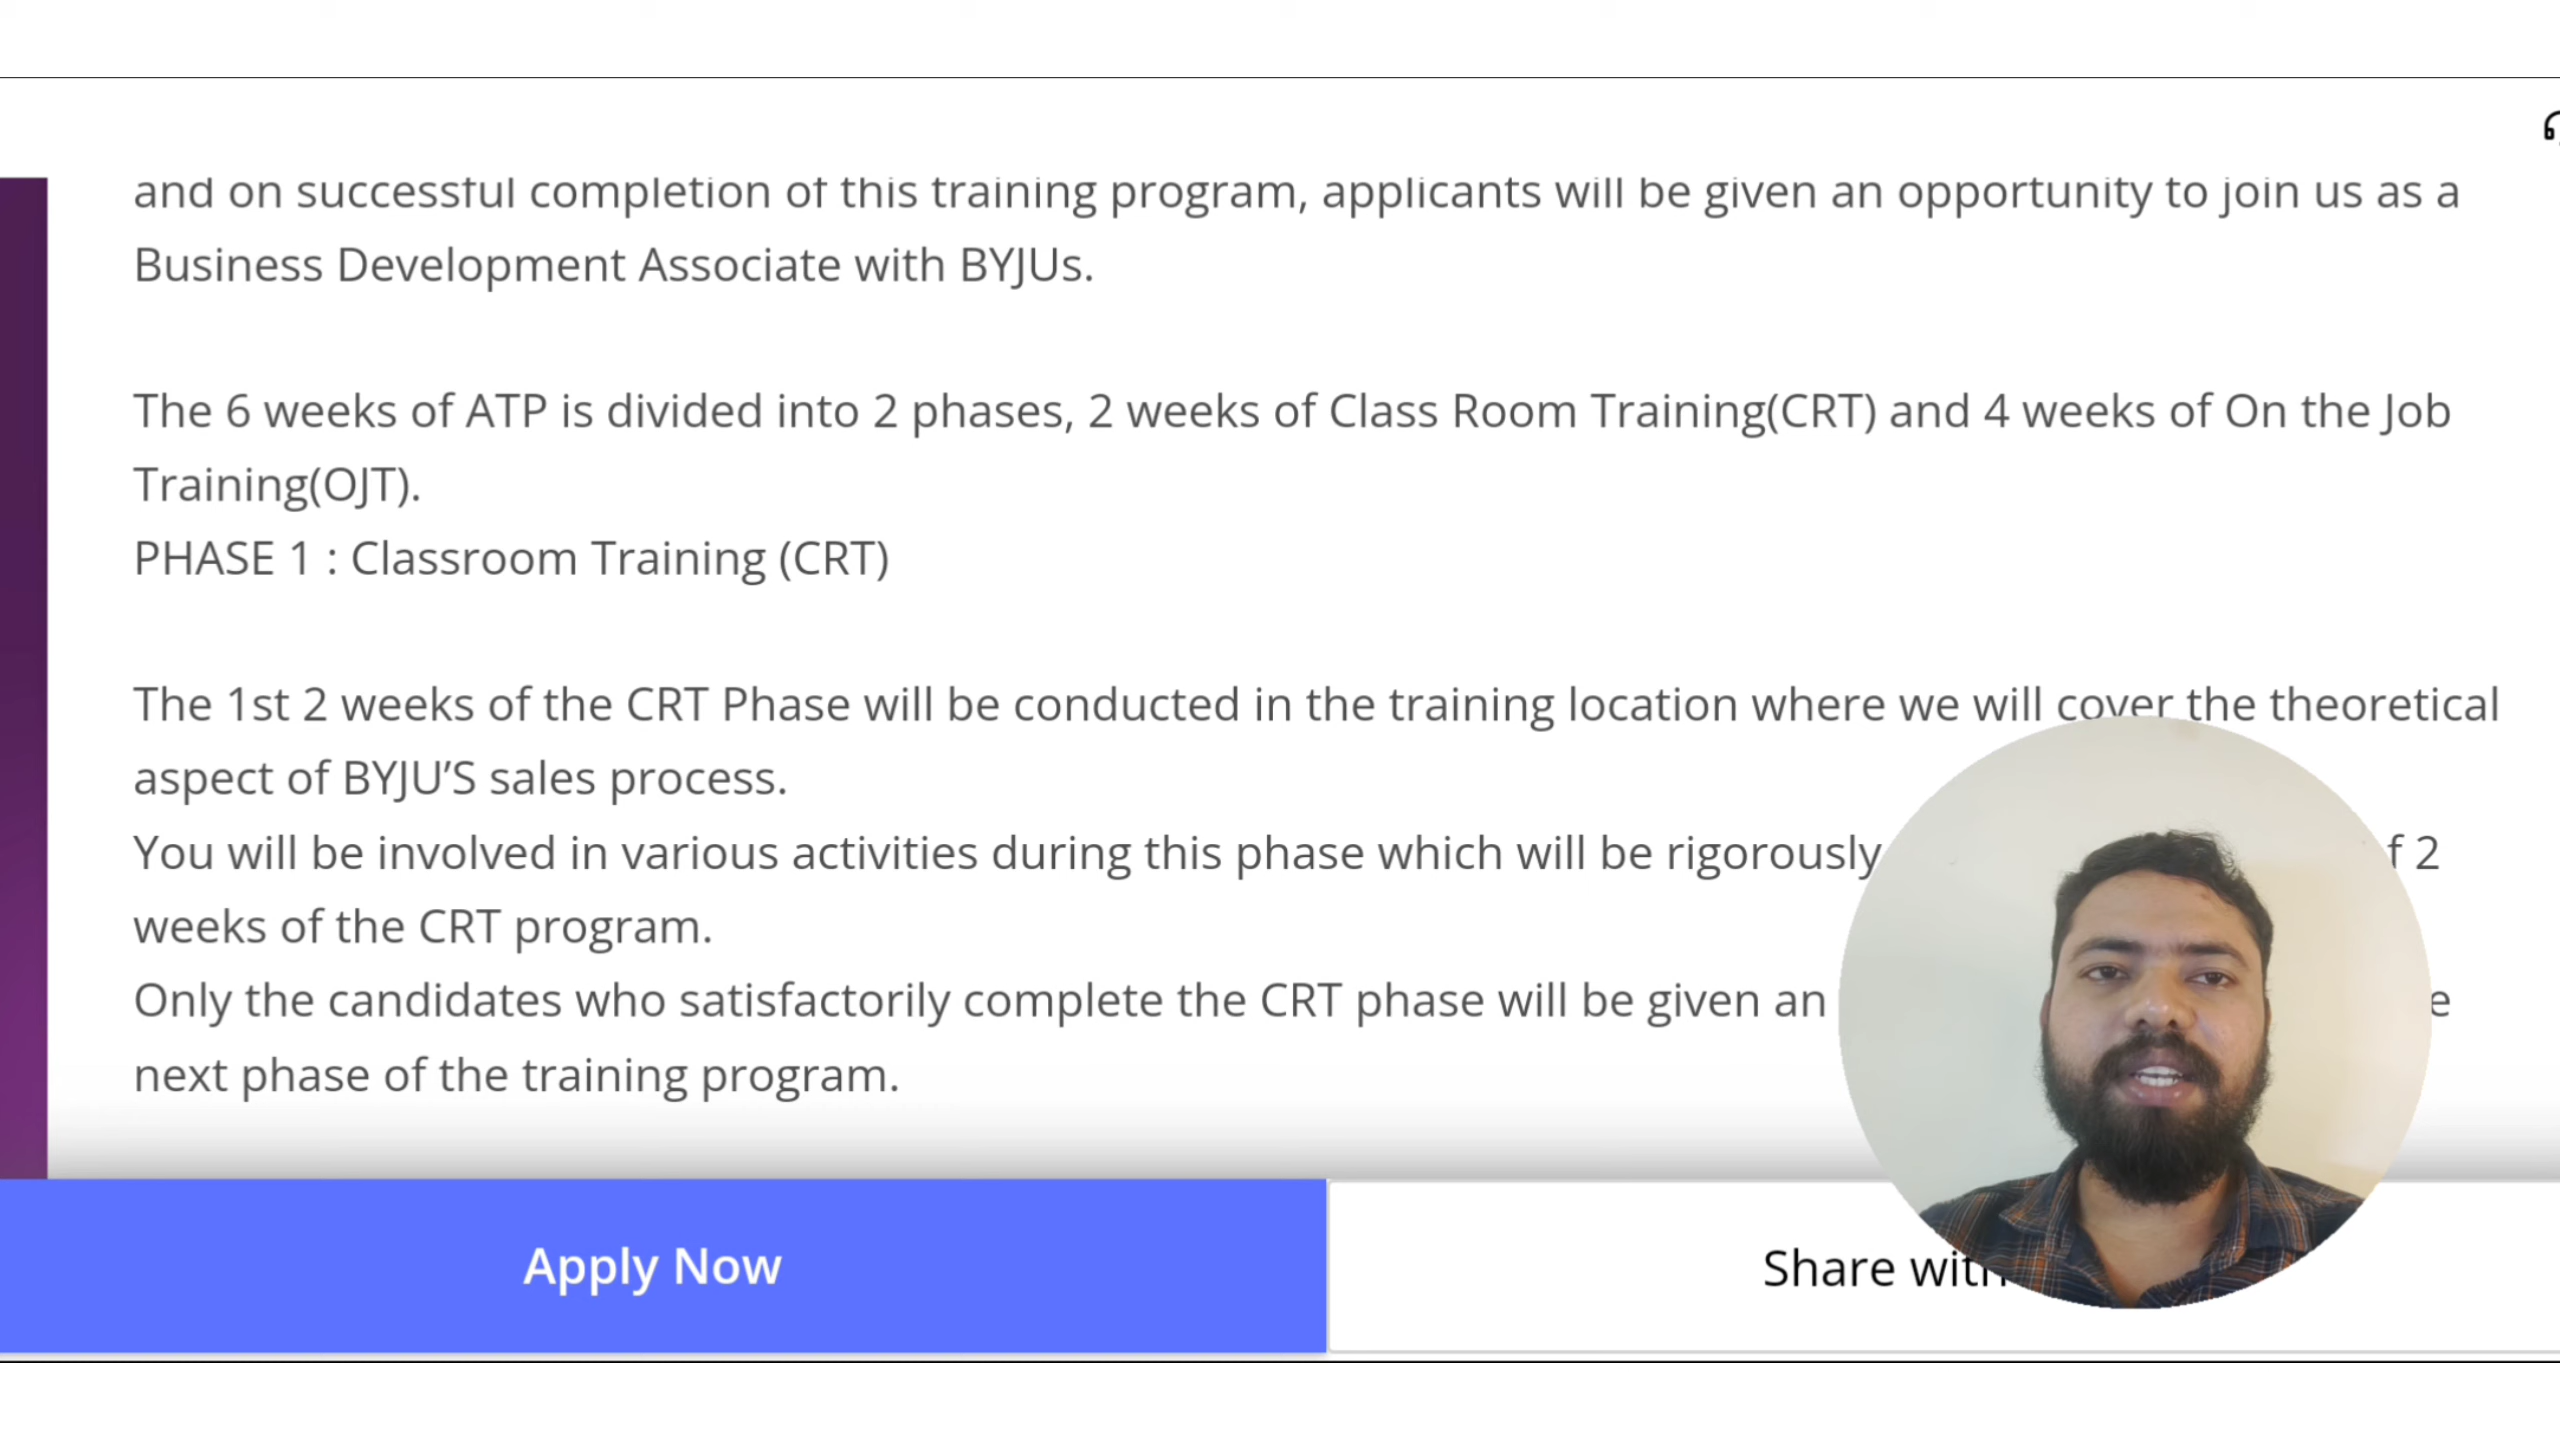 and on successful completion of this training program, applicants will be given an opportunity to join us as a
Business Development Associate with BYJUs.
The 6 weeks of ATP is divided into 2 phases, 2 weeks of Class Room Training(CRT) and 4 weeks of On the Job
Training(OJT).
PHASE 1 : Classroom Training (CRT)
The 1st 2 weeks of the CRT Phase will be conducted in the training location where we will cover the theoretical
aspect of BYJU’S sales process.
You will be involved in various activities during this phase which will be rigorously 2
weeks of the CRT program.
Only the candidates who satisfactorily complete the CRT phase will be given an
next phase of the training program.
Apply Now
Share with